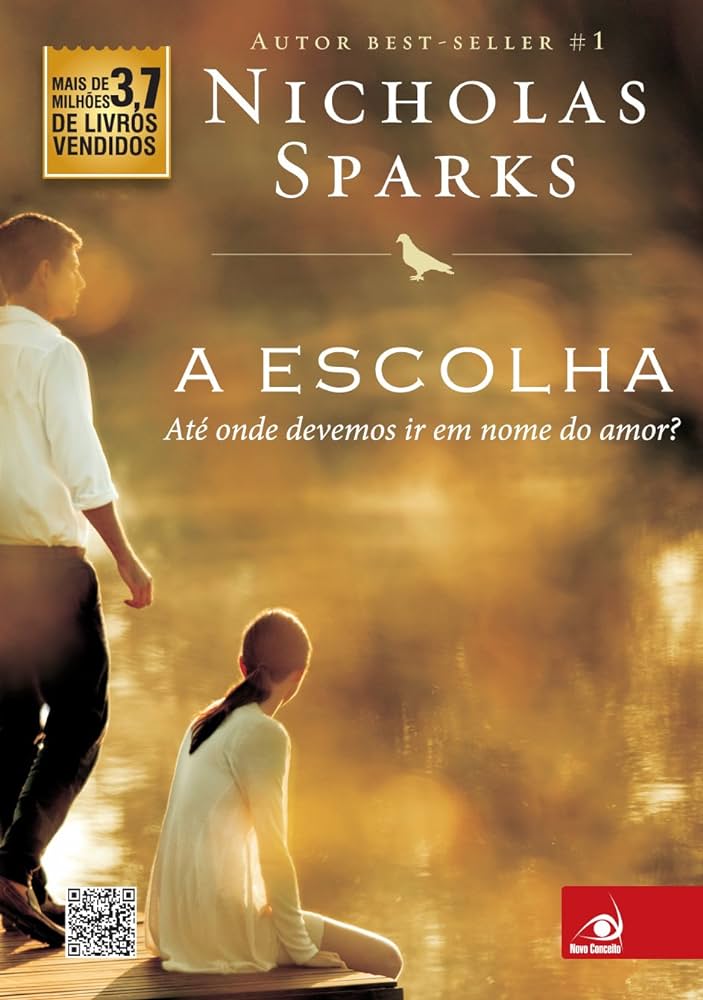 AUTOR BEST-SELLER #1
NICHOLAS
SPARKS
MAIS DE 3,7
MILHÕES
DE LIVROS
VENDIDOS
A ESCOLHA
Até onde devemos ir em nome do amor?
Novo Conceito